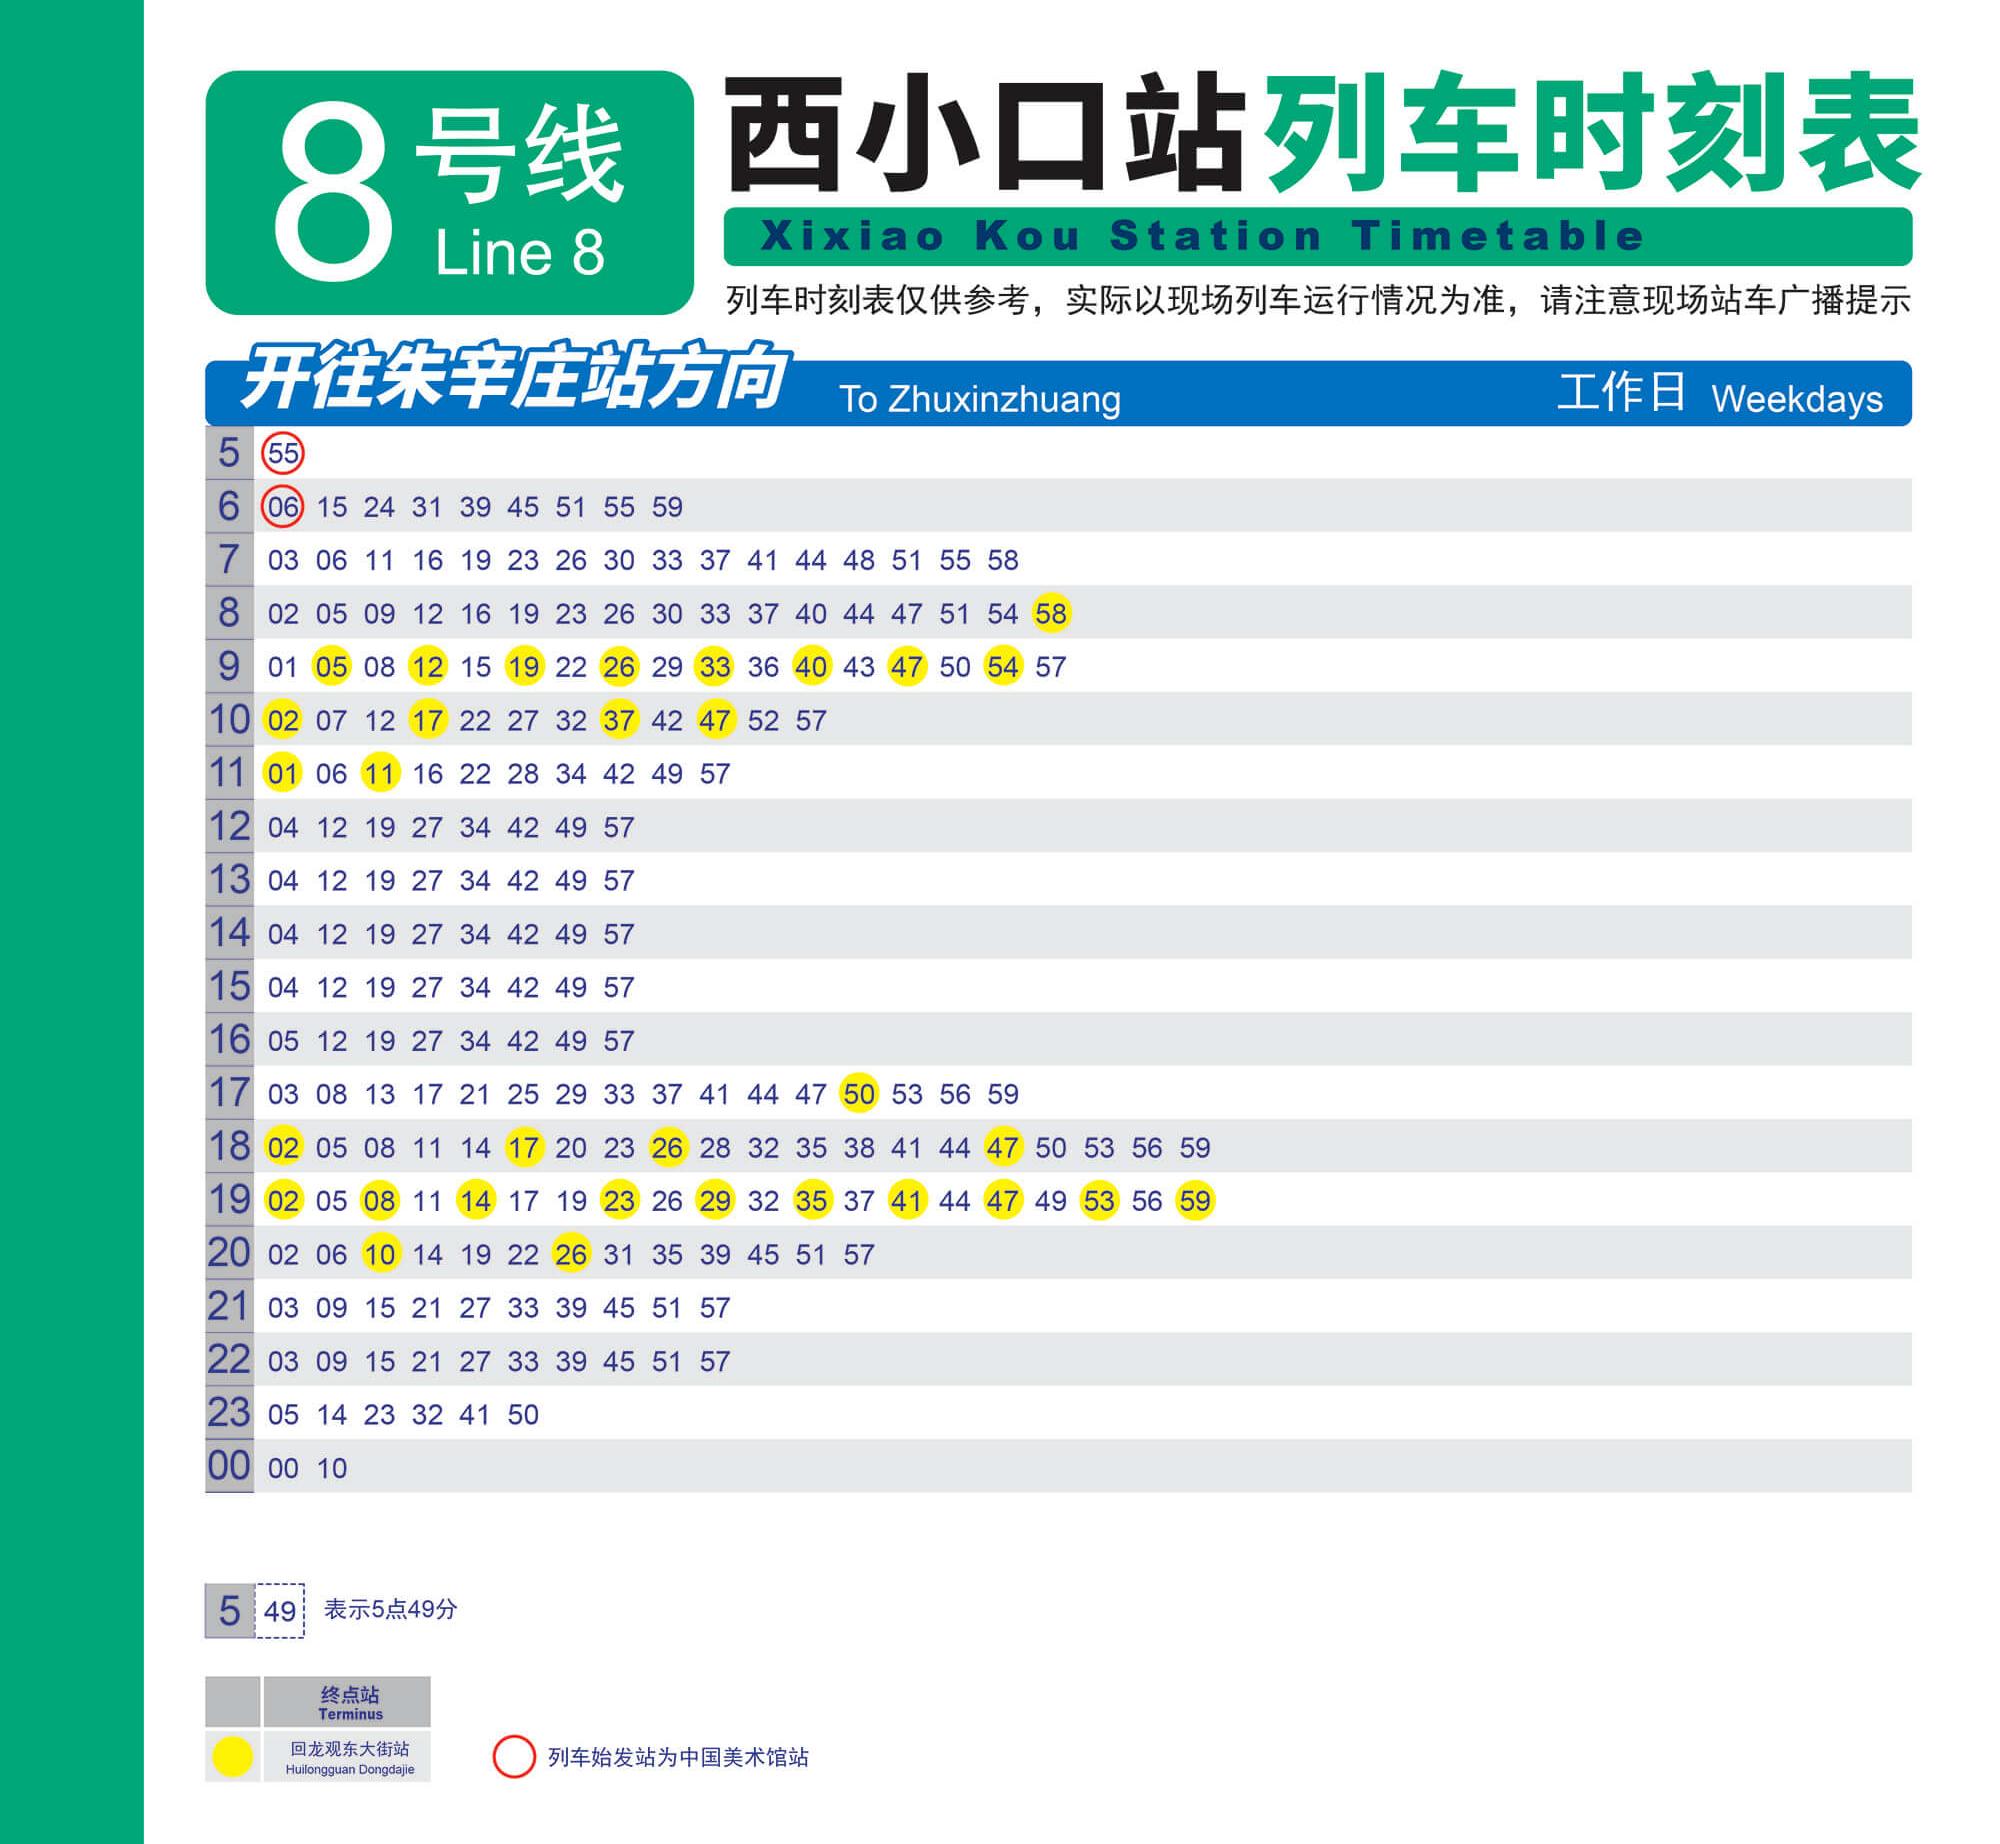 8号线
Line 8
西小口站列车时刻表
Xixiao Kou Station Timetable
列车时刻表仅供参考，实际以现场列车运行情况为准，请注意现场站车广播提示
开往朱辛庄站方向 To Zhuxinzhuang 工作日 Weekdays
5 55
6 06 15 24 31 39 45 51 55 59
7 03 06 11 16 19 23 26 30 33 37 41 44 48 51 55 58
8 02 05 09 12 16 19 23 26 30 33 37 40 44 47 51 54 58
9 01 05 08 12 15 19 22 26 29 33 36 40 43 47 50 54 57
10 02 07 12 17 22 27 32 37 42 47 52 57
11 01 06 11 16 22 28 34 42 49 57
12 04 12 19 27 34 42 49 57
13 04 12 19 27 34 42 49 57
14 04 12 19 27 34 42 49 57
15 04 12 19 27 34 42 49 57
16 05 12 19 27 34 42 49 57
17 03 08 13 17 21 25 29 33 37 41 44 47 50 53 56 59
18 02 05 08 11 14 17 20 23 26 28 32 35 38 41 44 47 50 53 56 59
19 02 05 08 11 14 17 19 23 26 29 32 35 37 41 44 47 49 53 56 59
20 02 06 10 14 19 22 26 31 35 39 45 51 57
21 03 09 15 21 27 33 39 45 51 57
22 03 09 15 21 27 33 39 45 51 57
23 05 14 23 32 41 50
00 00 10
5 49 表示5点49分
终点站
Terminus
回龙观东大街站
Huilongguan Dongdajie
列车始发站为中国美术馆站